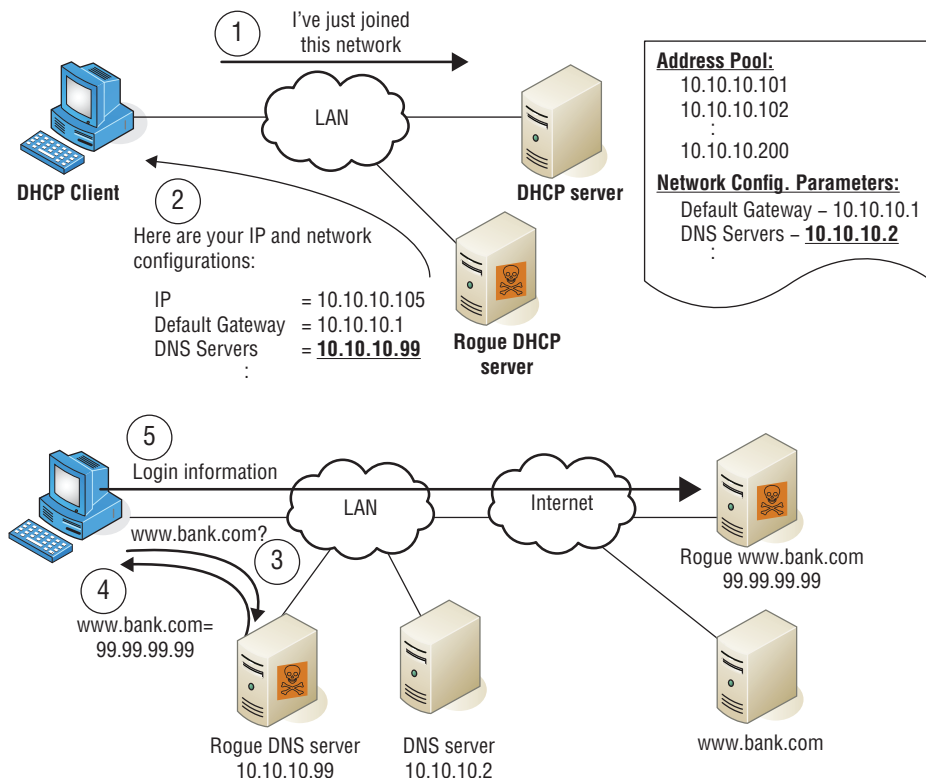 1
I've just joined
this network
LAN
DHCP Client
DHCP server
Address Pool:
10.10.10.101
10.10.10.102
:
10.10.10.200
Network Config. Parameters:
Default Gateway – 10.10.10.1
DNS Servers – 10.10.10.2
:
2
Here are your IP and network
configurations:
IP = 10.10.10.105
Default Gateway = 10.10.10.1
DNS Servers = 10.10.10.99
:
Rogue DHCP
server
5
Login information
LAN
Internet
www.bank.com?
3
4
www.bank.com=
99.99.99.99
Rogue www.bank.com
99.99.99.99
Rogue DNS server
10.10.10.99
DNS server
10.10.10.2
www.bank.com